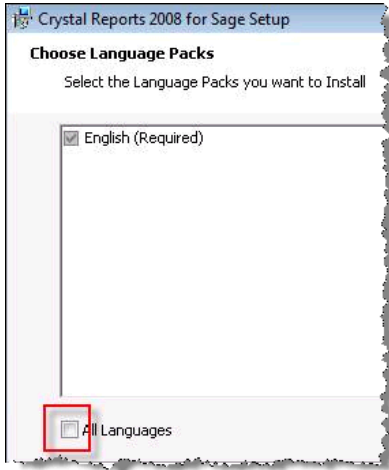 Crystal Reports 2008 for Sage Setup
Choose Language Packs
Select the Language Packs you want to Install
English (Required)
All Languages